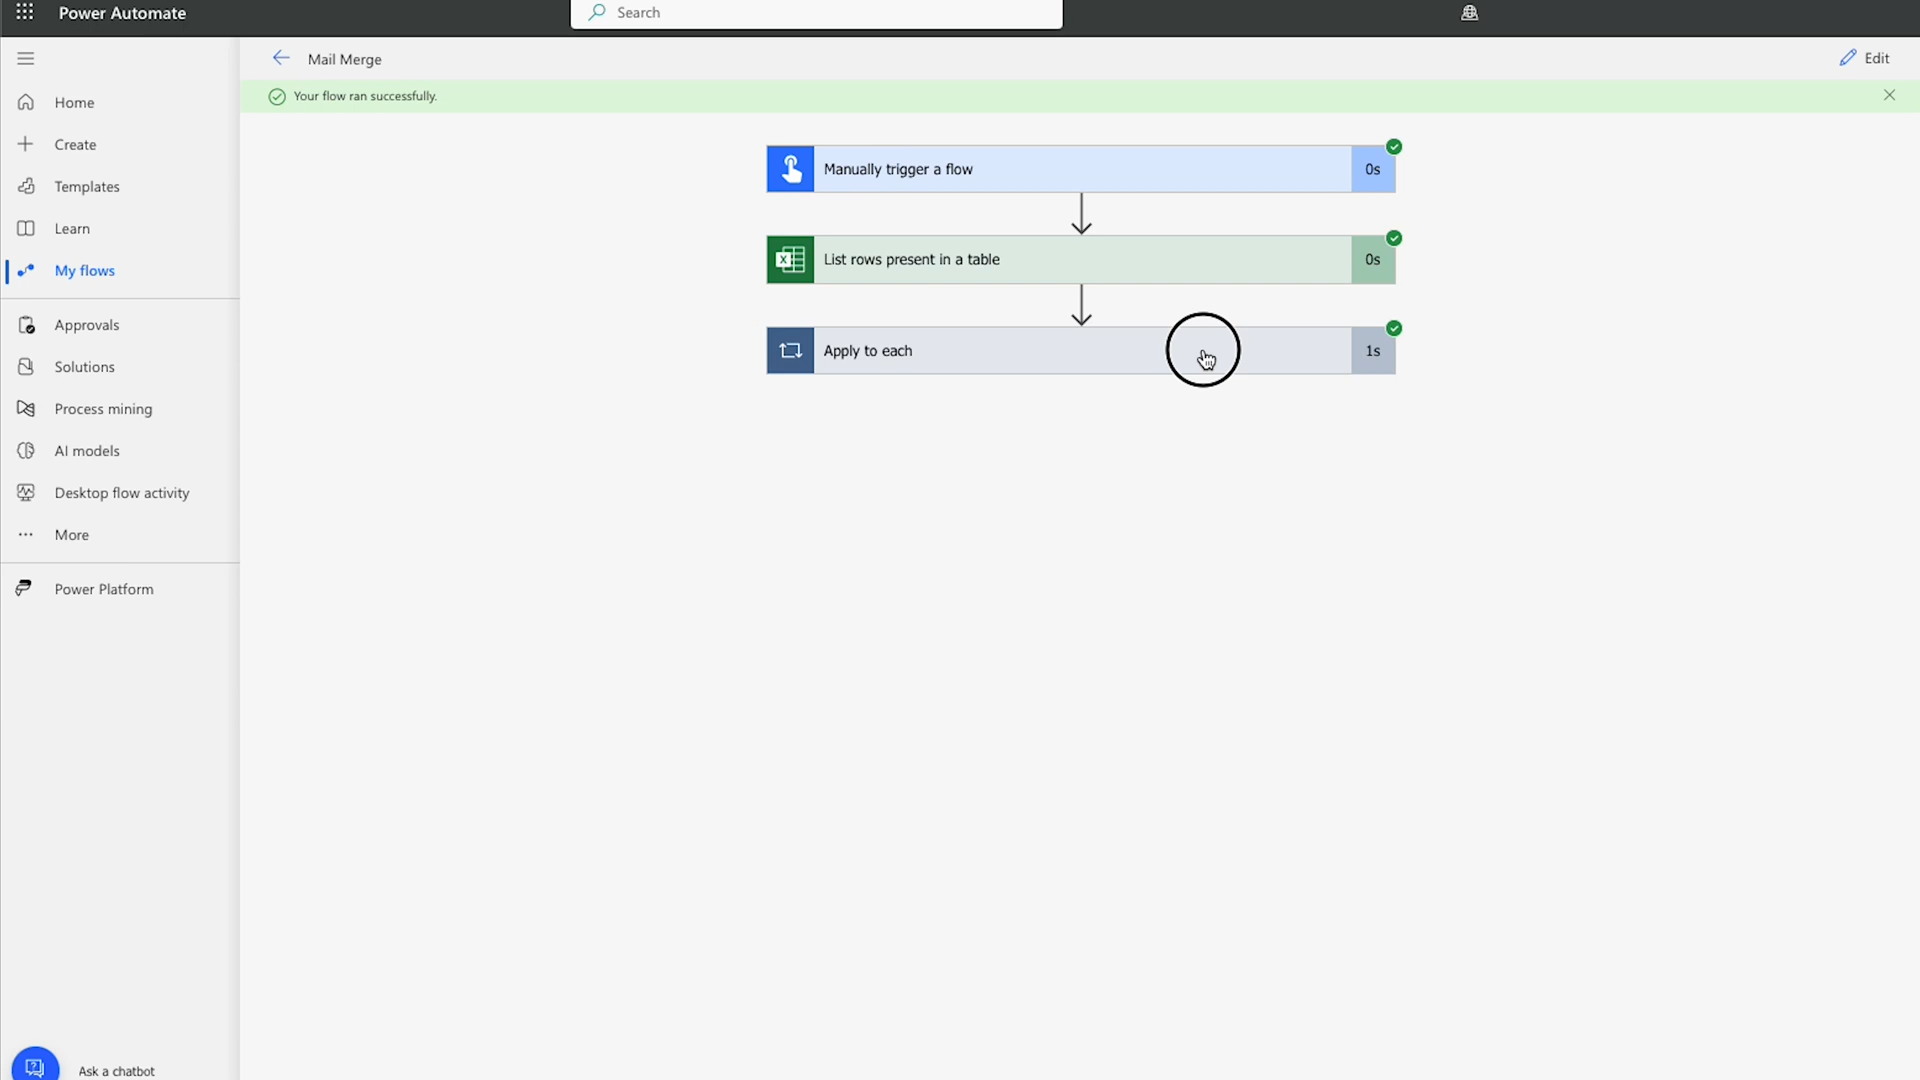 Power Automate
Search
Mail Merge
Edit
Your flow ran successfully.
Home
Create
Templates
Learn
My flows
Approvals
Solutions
Process mining
AI models
Desktop flow activity
More
Power Platform
Ask a chatbot
Manually trigger a flow
0s
List rows present in a table
0s
Apply to each
1s